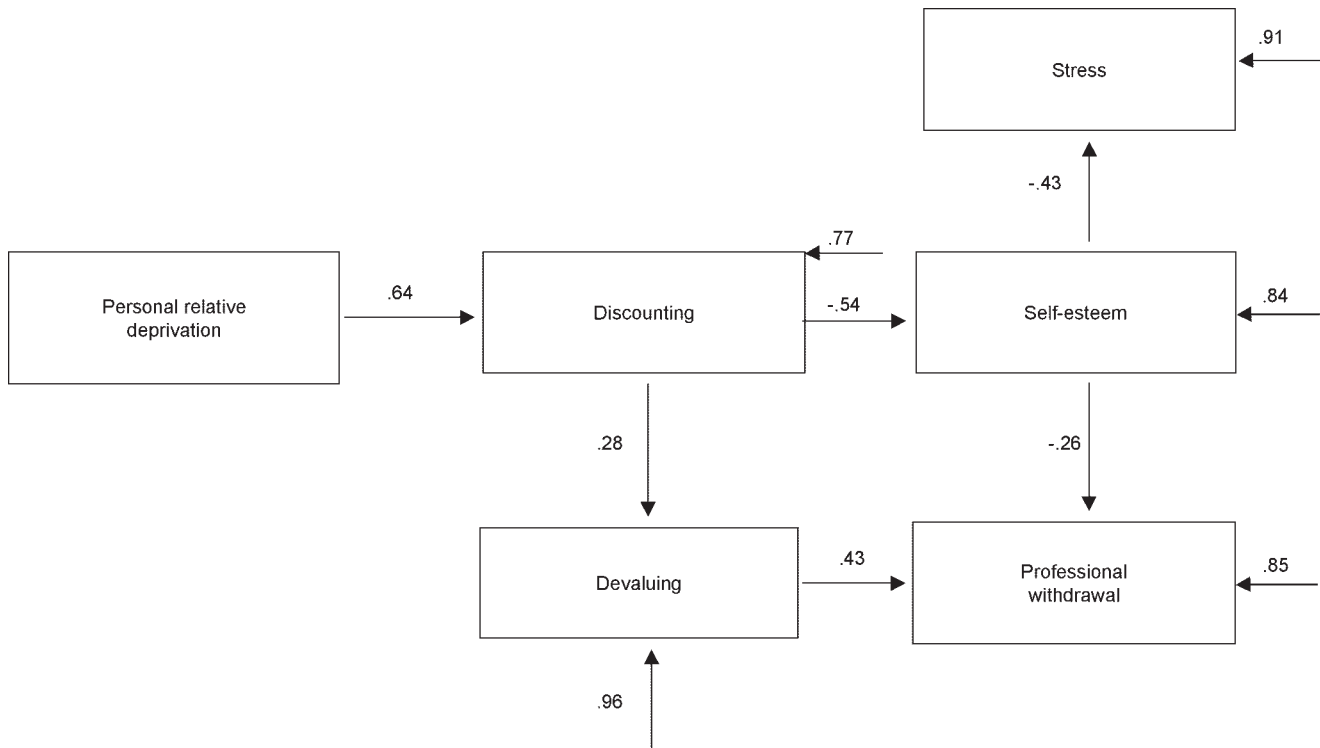 .91
Stress
-.43
.77
Personal relative
deprivation
.64
Discounting
-.54
Self-esteem
.84
.28
-.26
Devaluing
.43
Professional
withdrawal
.85
.96